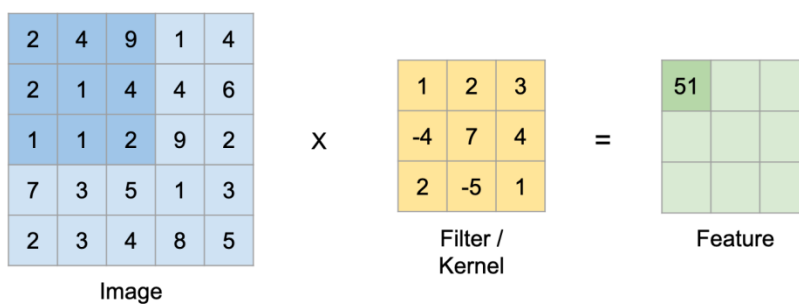 2 4 9 1 4
2 1 4 4 6
1 1 2 9 2
7 3 5 1 3
2 3 4 8 5
Image
X
1 2 3
-4 7 4
2 -5 1
Filter /
Kernel
=
51
Feature